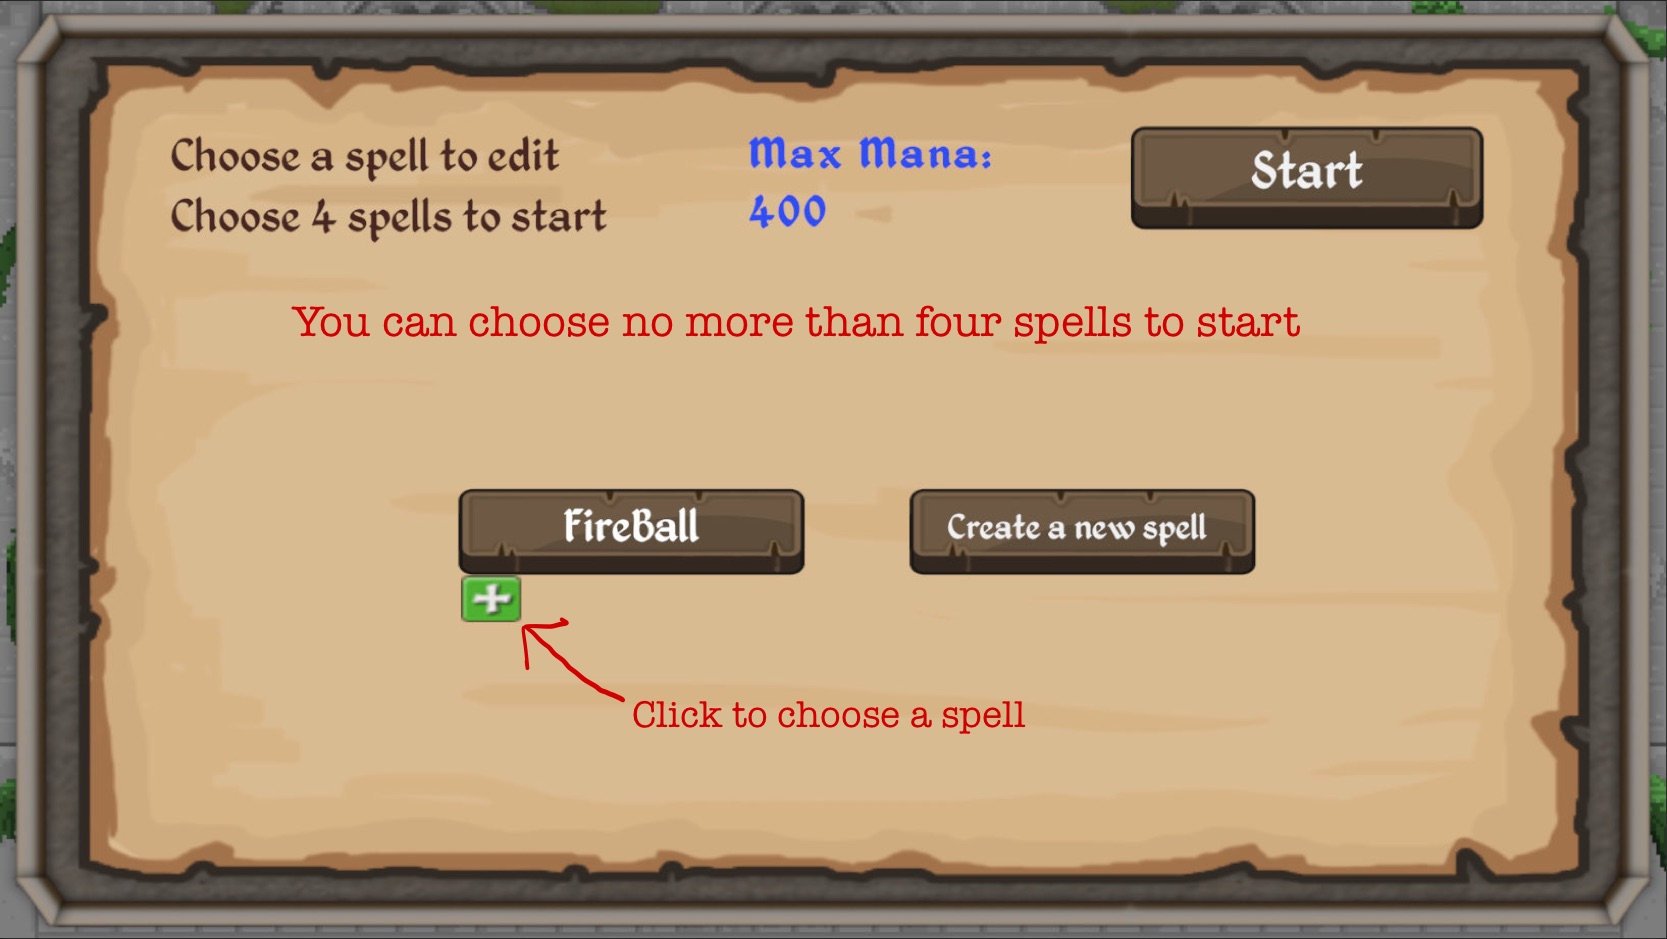 Choose a spell to edit
Choose 4 spells to start
Max Mana:
400
Start
You can choose no more than four spells to start
FireBall
Create a new spell
Click to choose a spell